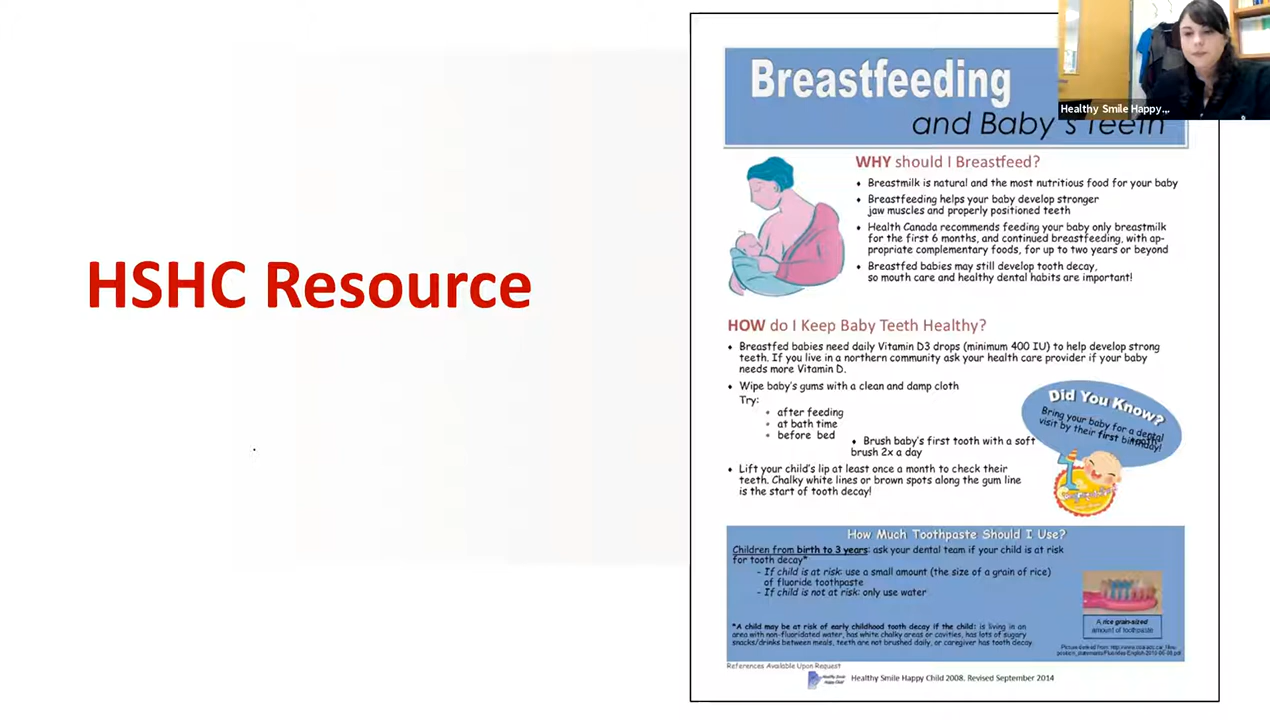 HSHC Resource
Breastfeeding
and Baby's Teeth
Healthy Smile Happy...
WHY should I Breastfeed?
• Breastmilk is natural and the most nutritious food for your baby
• Breastfeeding helps your baby develop stronger
jaw muscles and properly positioned teeth
• Health Canada recommends feeding your baby only breastmilk
for the first 6 months, and continued breastfeeding, with ap-
propriate complementary foods, for up to two years or beyond
• Breastfed babies may still develop tooth decay,
so mouth care and healthy dental habits are important!
HOW do I Keep Baby Teeth Healthy?
• Breastfed babies need daily Vitamin D3 drops (minimum 400 IU) to help develop strong
teeth. If you live in a northern community ask your health care provider if your baby
needs more Vitamin D.
• Wipe baby's gums with a clean and damp cloth
Try:
• after feeding
• at bath time
• before bed
• Brush baby's first tooth with a soft
brush 2x a day
• Lift your child's lip at least once a month to check their
teeth. Chalky white lines or brown spots along the gum line
is the start of tooth decay!
Did You Know?
Bring your baby for a dental
visit by their first birthday!
How Much Toothpaste Should I Use?
Children from birth to 3 years: ask your dental team if your child is at risk
for tooth decay*
- If child is at risk: use a small amount (the size of a grain of rice)
of fluoride toothpaste
- If child is not at risk: only use water
A rice grain-sized
amount of toothpaste
*A child may be at risk of early childhood tooth decay if the child: is living in an
area with non-fluoridated water, has white chalky areas or cavities, has lots of sugary
snacks/drinks between meals, teeth are not brushed daily, or caregiver has tooth decay
Picture derived from:
References Available Upon Request
Healthy Smile
Happy Child
Healthy Smile Happy Child 2008. Revised September 2014